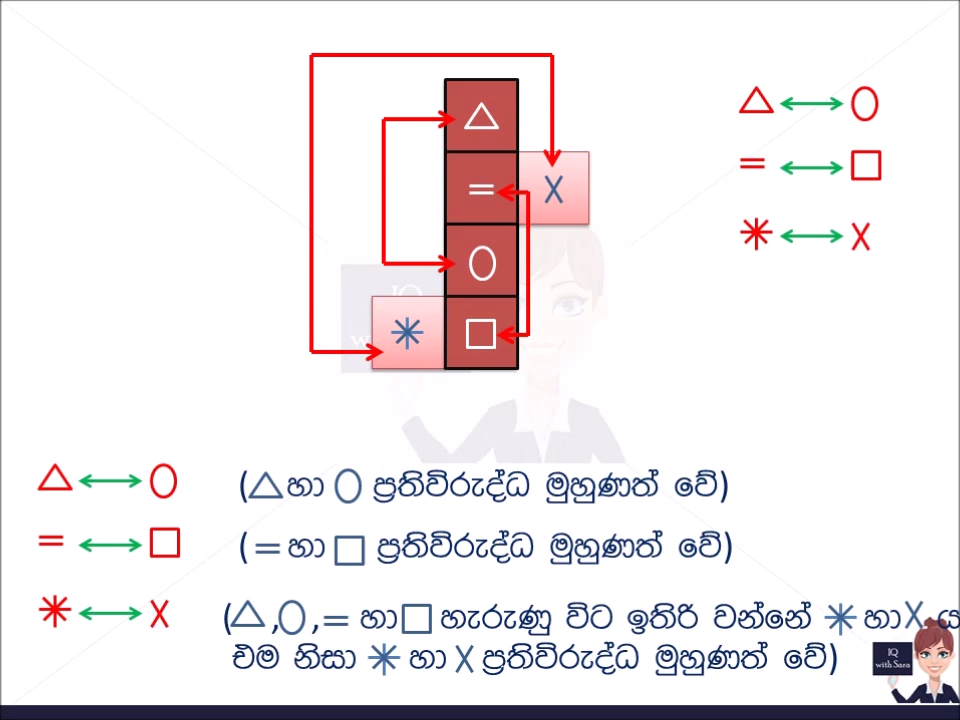 △ ⟷ O
= ⟷ □
✳ ⟷ X
△
= X
O
✳ □
△ ⟷ O (△ හා O ප්‍රතිවිරුද්ධ මුහුණත් වේ)
= ⟷ □ ( = හා □ ප්‍රතිවිරුද්ධ මුහුණත් වේ)
✳ ⟷ X (△ ,O ,= හා □ හැරුණු විට ඉතිරි වන්නේ ✳ හා X ය
එම නිසා ✳ හා X ප්‍රතිවිරුද්ධ මුහුණත් වේ)
IQ
with Sara